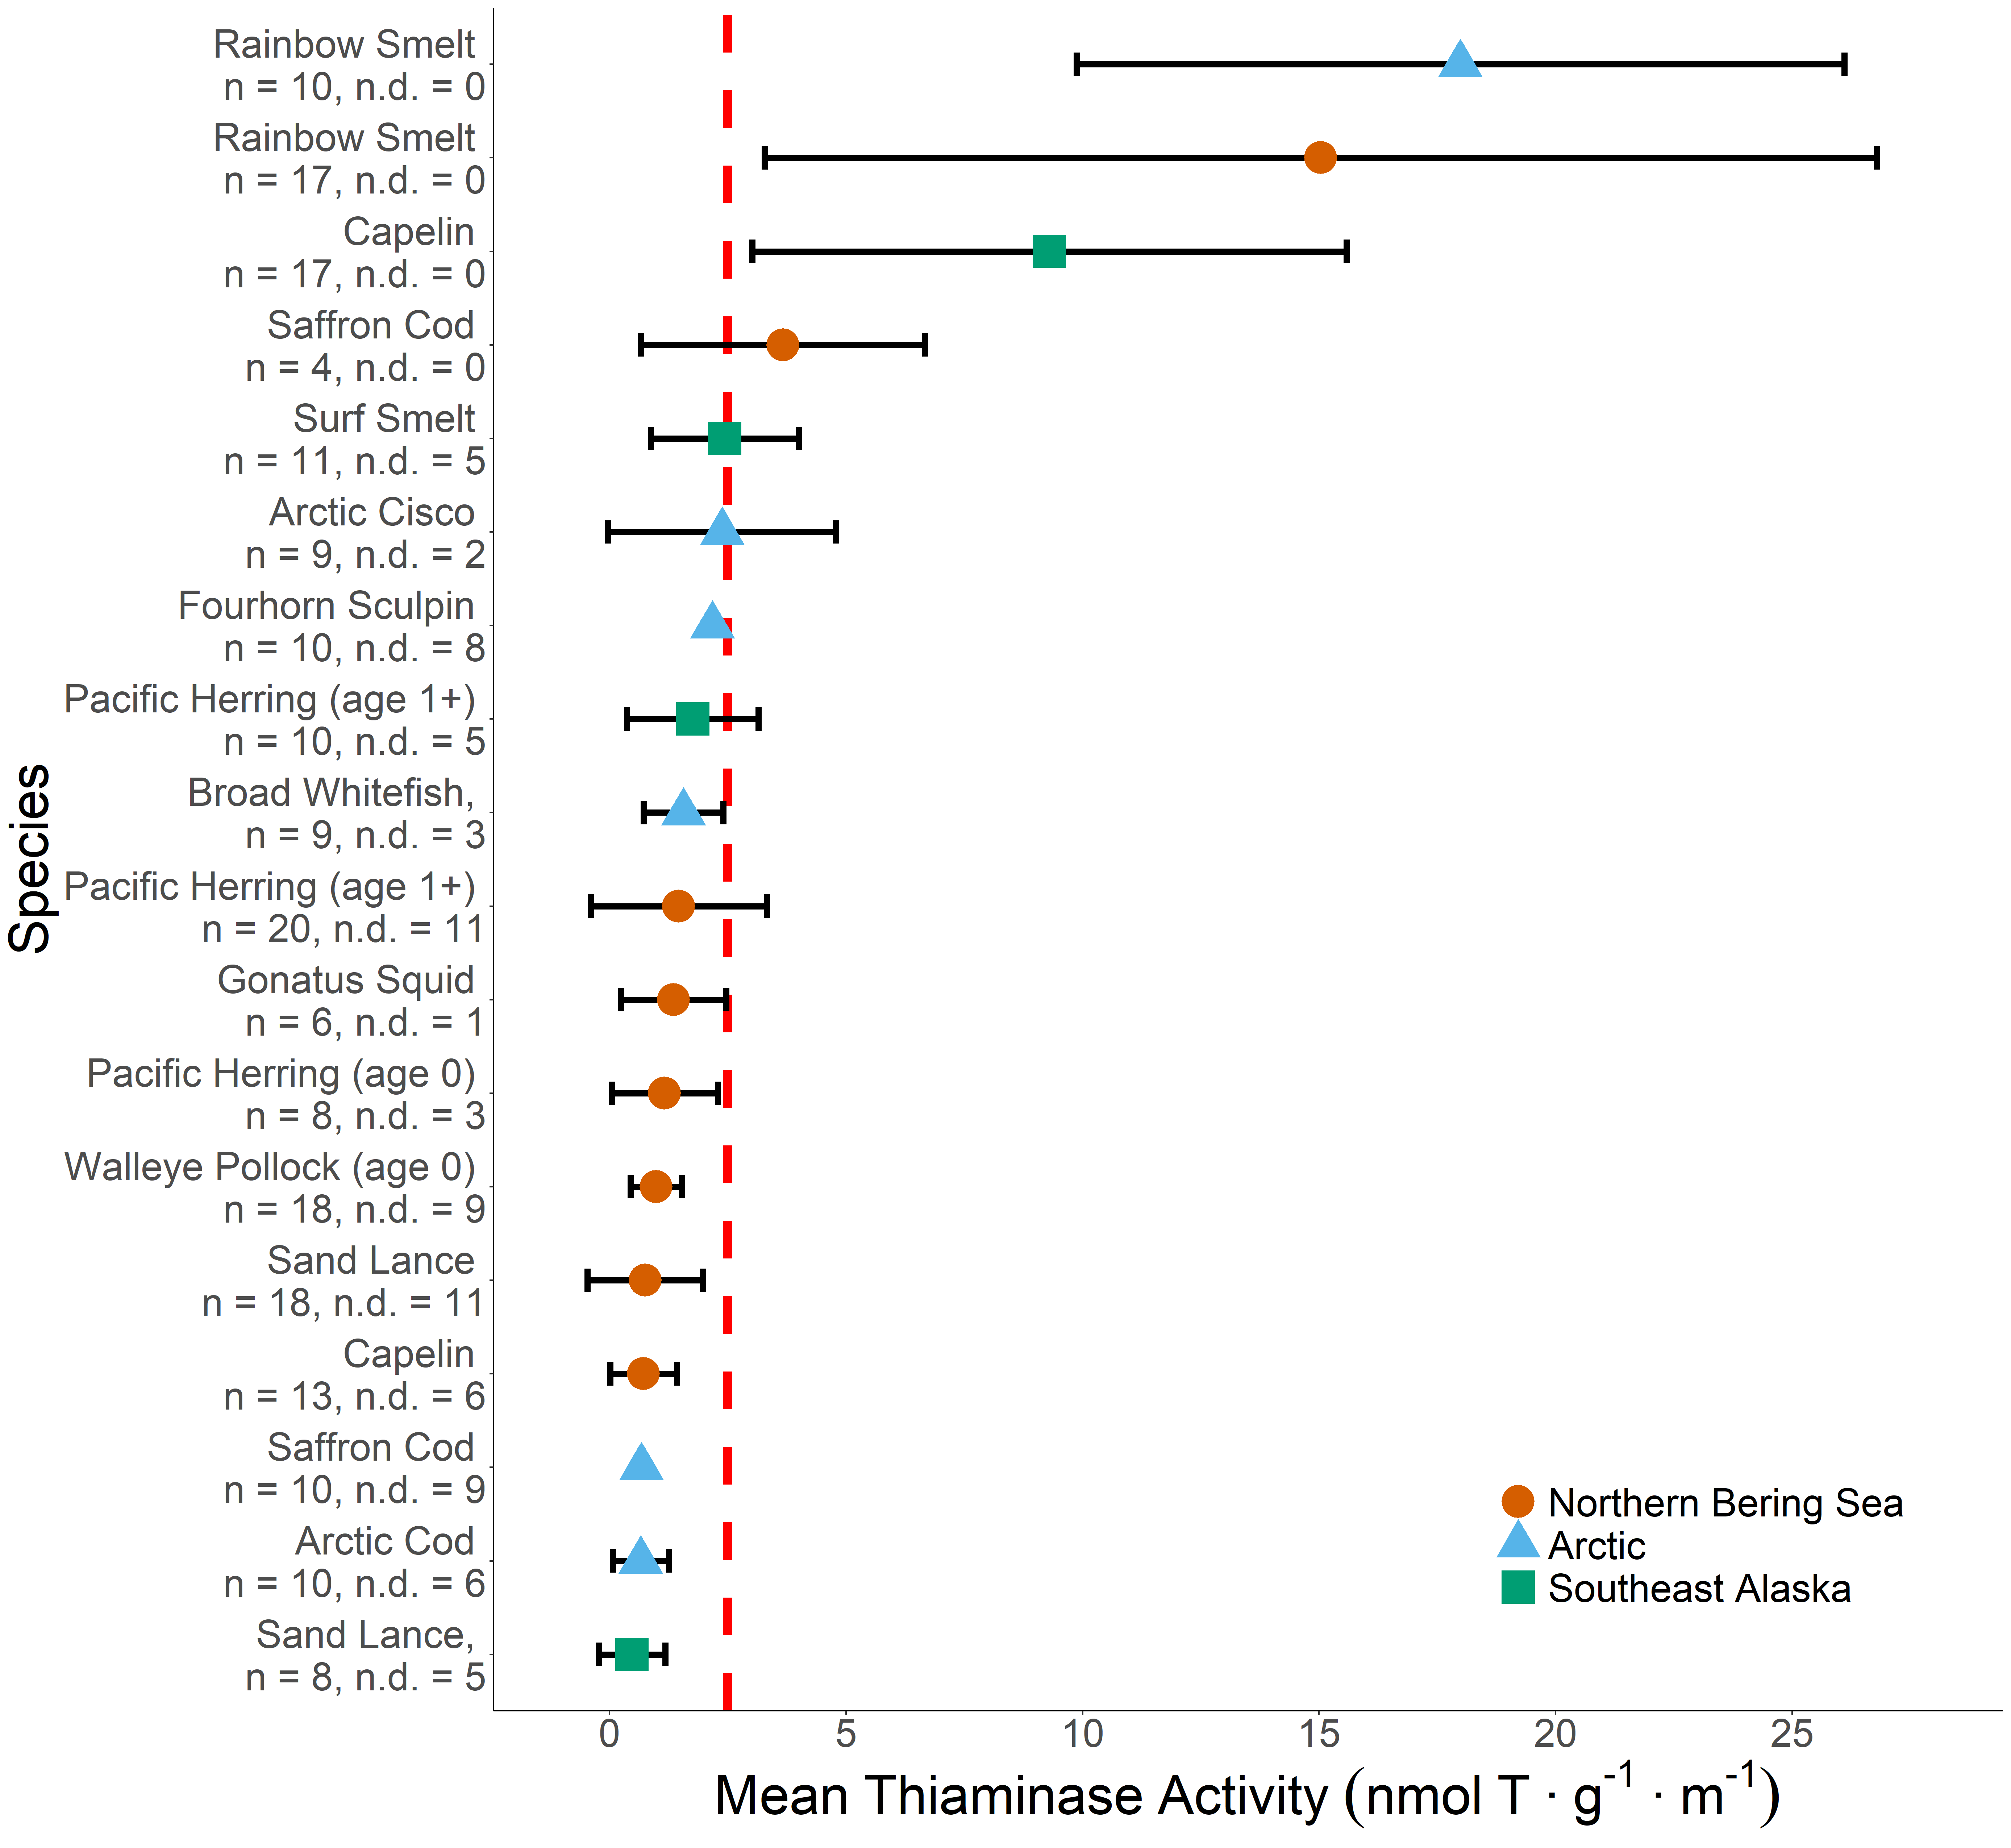 Rainbow Smelt
n = 10, n.d. = 0
Rainbow Smelt
n = 17, n.d. = 0
Capelin
n = 17, n.d. = 0
Saffron Cod
n = 4, n.d. = 0
Surf Smelt
n = 11, n.d. = 5
Arctic Cisco
n = 9, n.d. = 2
Fourhorn Sculpin
n = 10, n.d. = 8
Pacific Herring (age 1+)
n = 10, n.d. = 5
Broad Whitefish,
n = 9, n.d. = 3
Pacific Herring (age 1+)
n = 20, n.d. = 11
Gonatus Squid
n = 6, n.d. = 1
Pacific Herring (age 0)
n = 8, n.d. = 3
Walleye Pollock (age 0)
n = 18, n.d. = 9
Sand Lance
n = 18, n.d. = 11
Capelin
n = 13, n.d. = 6
Saffron Cod
n = 10, n.d. = 9
Arctic Cod
n = 10, n.d. = 6
Sand Lance,
n = 8, n.d. = 5
Species
Northern Bering Sea
Arctic
Southeast Alaska
0 5 10 15 20 25
Mean Thiaminase Activity (nmol T · g⁻¹ · m⁻¹)